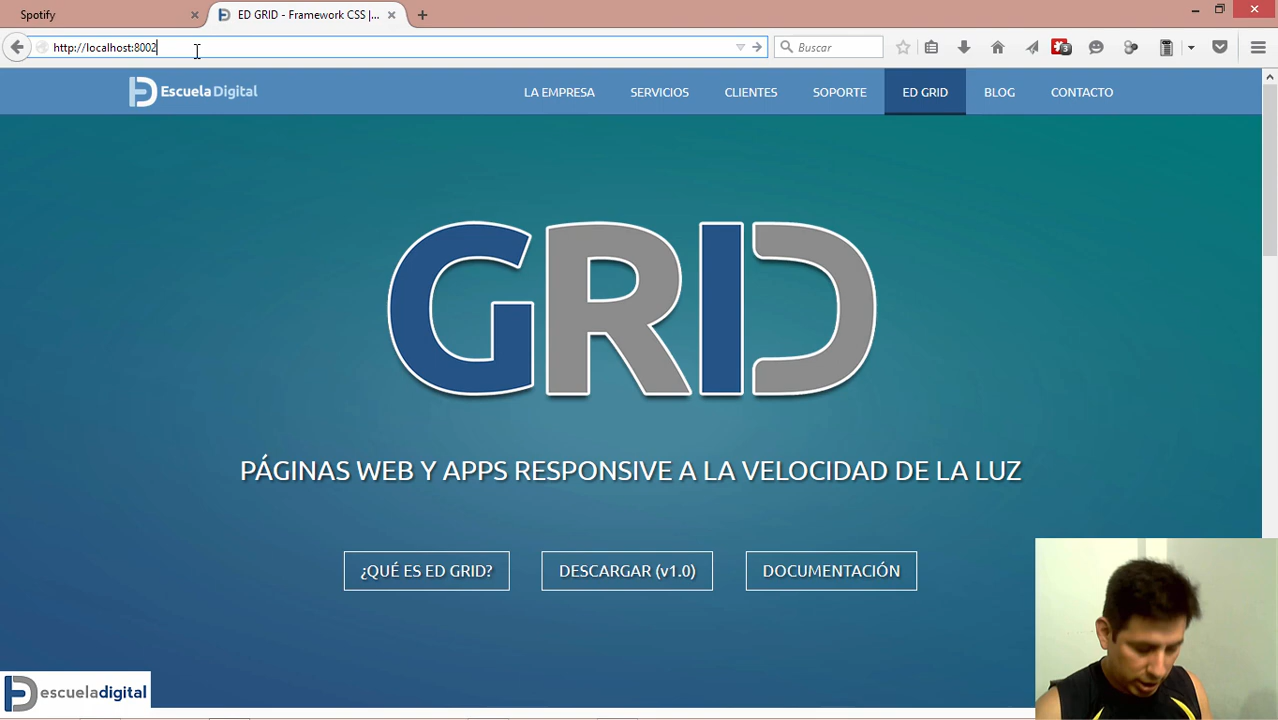 Spotify
ED GRID - Framework CSS |...
http://localhost:8002
Buscar
3
Escuela Digital
LA EMPRESA
SERVICIOS
CLIENTES
SOPORTE
ED GRID
BLOG
CONTACTO
GRID
PÁGINAS WEB Y APPS RESPONSIVE A LA VELOCIDAD DE LA LUZ
¿QUÉ ES ED GRID?
DESCARGAR (v1.0)
DOCUMENTACIÓN
escueladigital